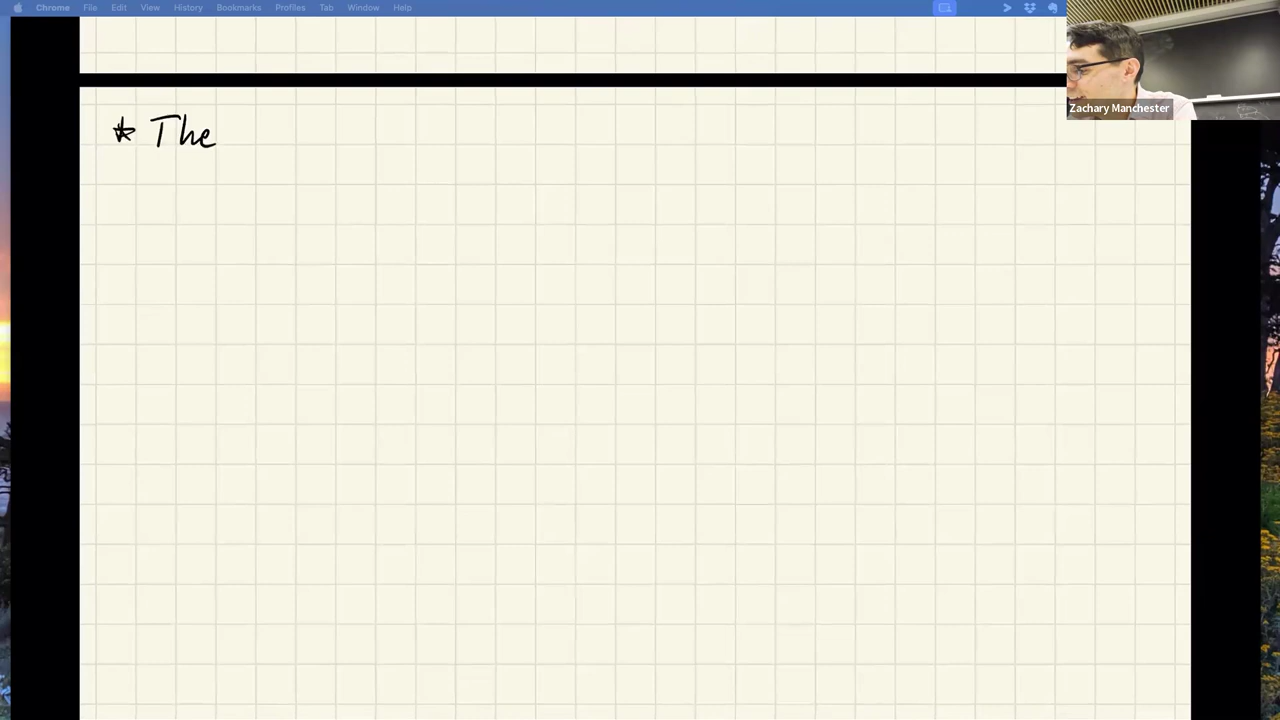 Chrome File Edit View History Bookmarks Profiles Tab Window Help
* The
Zachary Manchester